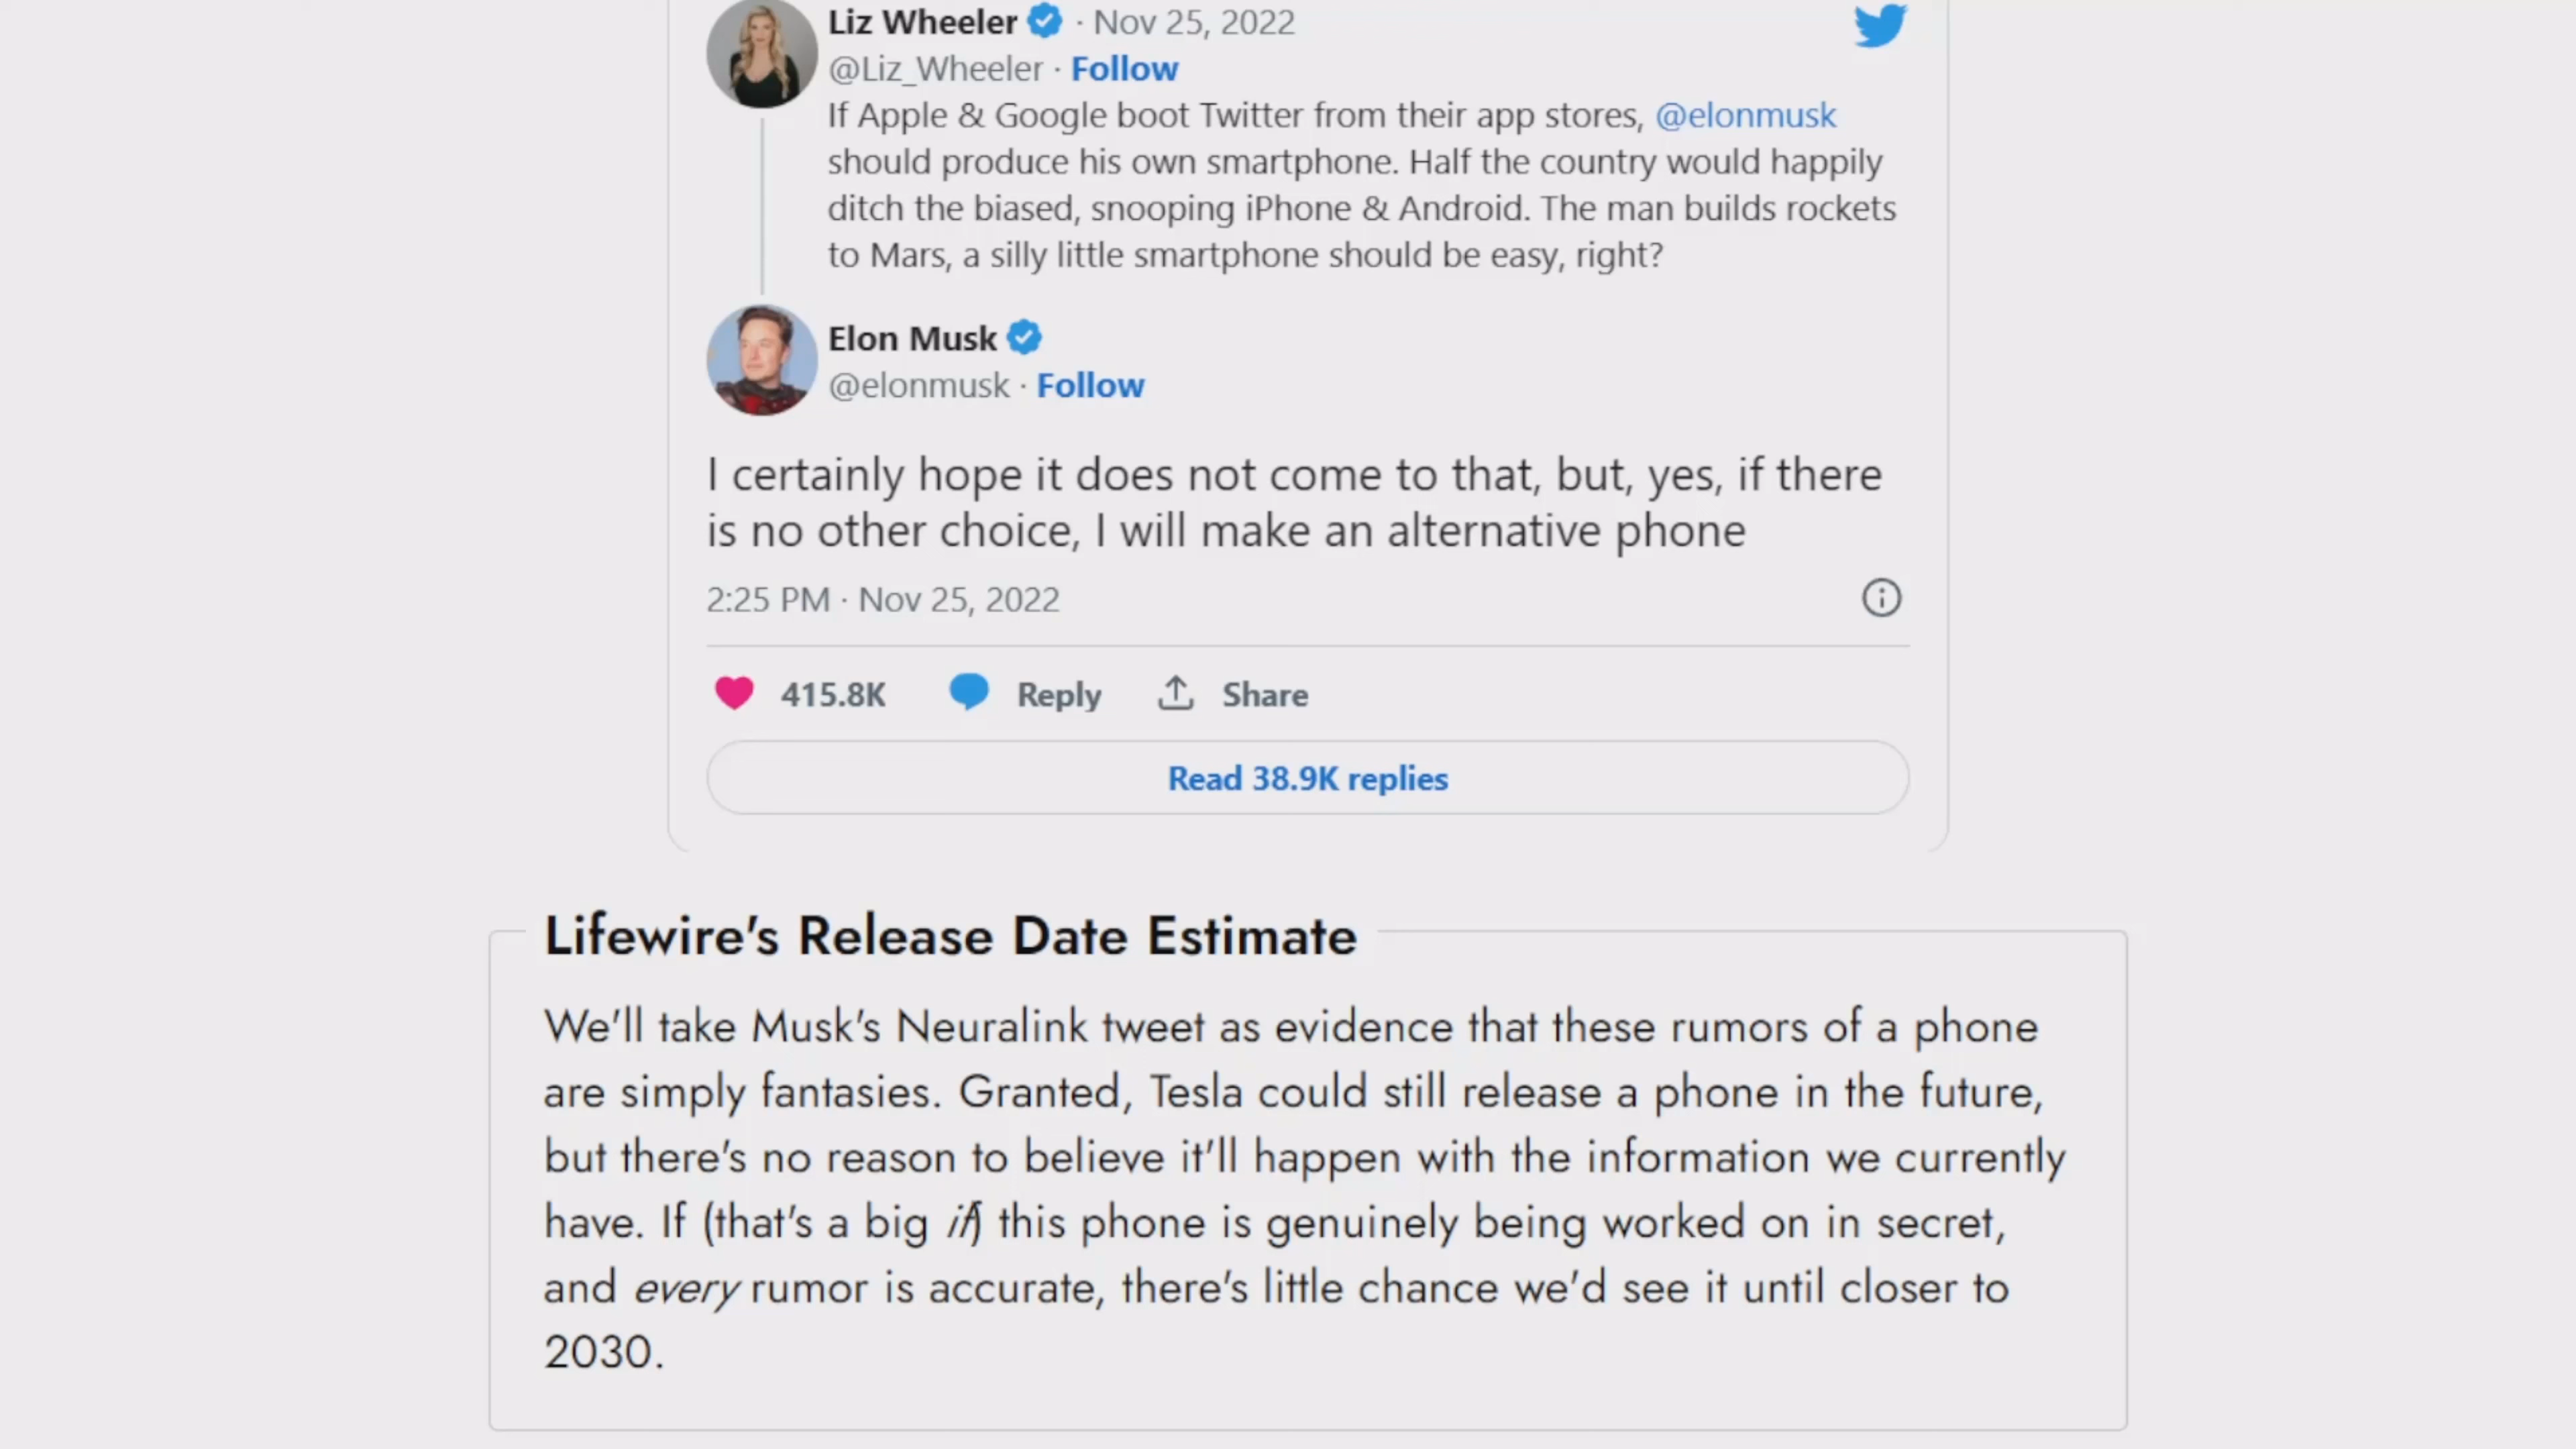 Liz Wheeler · Nov 25, 2022
@Liz_Wheeler · Follow
If Apple & Google boot Twitter from their app stores, @elonmusk
should produce his own smartphone. Half the country would happily
ditch the biased, snooping iPhone & Android. The man builds rockets
to Mars, a silly little smartphone should be easy, right?
Elon Musk
@elonmusk · Follow
I certainly hope it does not come to that, but, yes, if there
is no other choice, I will make an alternative phone
2:25 PM · Nov 25, 2022
415.8K Reply Share
Read 38.9K replies
Lifewire's Release Date Estimate
We'll take Musk's Neuralink tweet as evidence that these rumors of a phone
are simply fantasies. Granted, Tesla could still release a phone in the future,
but there's no reason to believe it'll happen with the information we currently
have. If (that's a big if) this phone is genuinely being worked on in secret,
and every rumor is accurate, there's little chance we'd see it until closer to
2030.